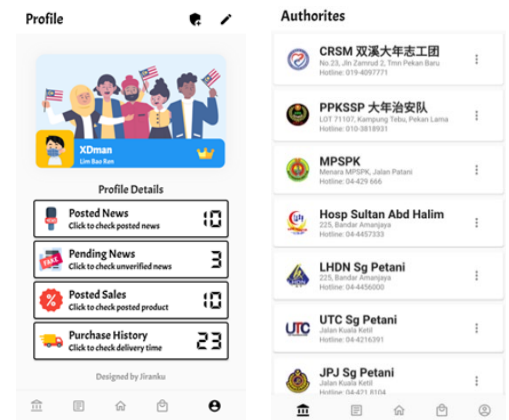 Profile
XDman
Lim Bao Ren
Profile Details
Posted News
Click to check posted news
10
Pending News
Click to check unverified news
3
FAKE
Posted Sales
Click to check posted product
10
Purchase History
Click to check delivery time
23
Designed by Jiranku
Authorites
CRSM 双溪大年志工团
No.23, Jln Zamrud 2, Tmn Pekan Baru
Hotline: 019-4097771
PPKSSP 大年治安队
LOT 71107, Kampung Tebu, Pekan Lama
Hotline: 010-3818931
MPSPK
Menara MPSPK, Jalan Patani
Hotline: 04-429 666
Hosp Sultan Abd Halim
225, Bandar Amanjaya
Hotline: 04-4457333
LHDN Sg Petani
225, Bandar Amanjaya
Hotline: 04-4456000
UTC
UTC Sg Petani
Jalan Kuala Ketil
Hotline: 04-4216391
JPJ Sg Petani
Jalan Kuala Ketil
Hotline: 04-421 8104